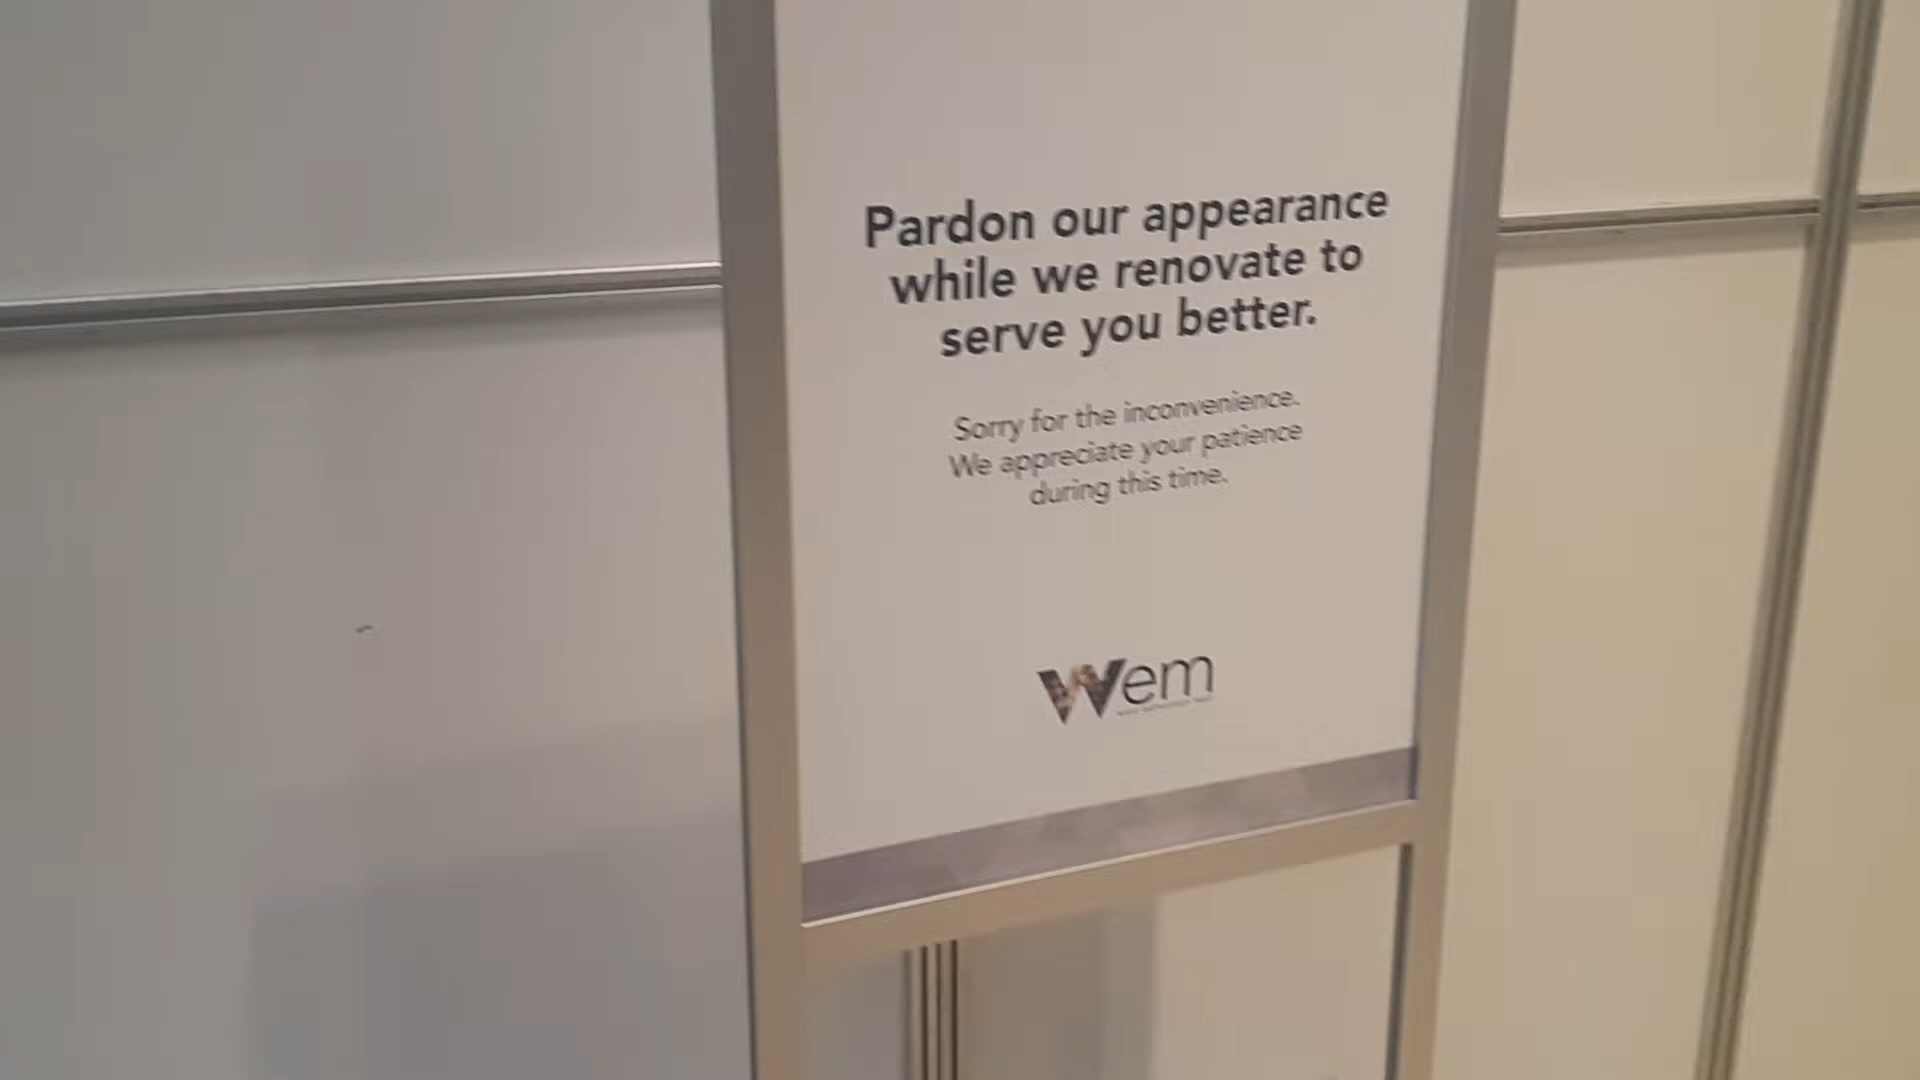 Pardon our appearance
while we renovate to
serve you better.
Sorry for the inconvenience.
We appreciate your patience
during this time.
Wem